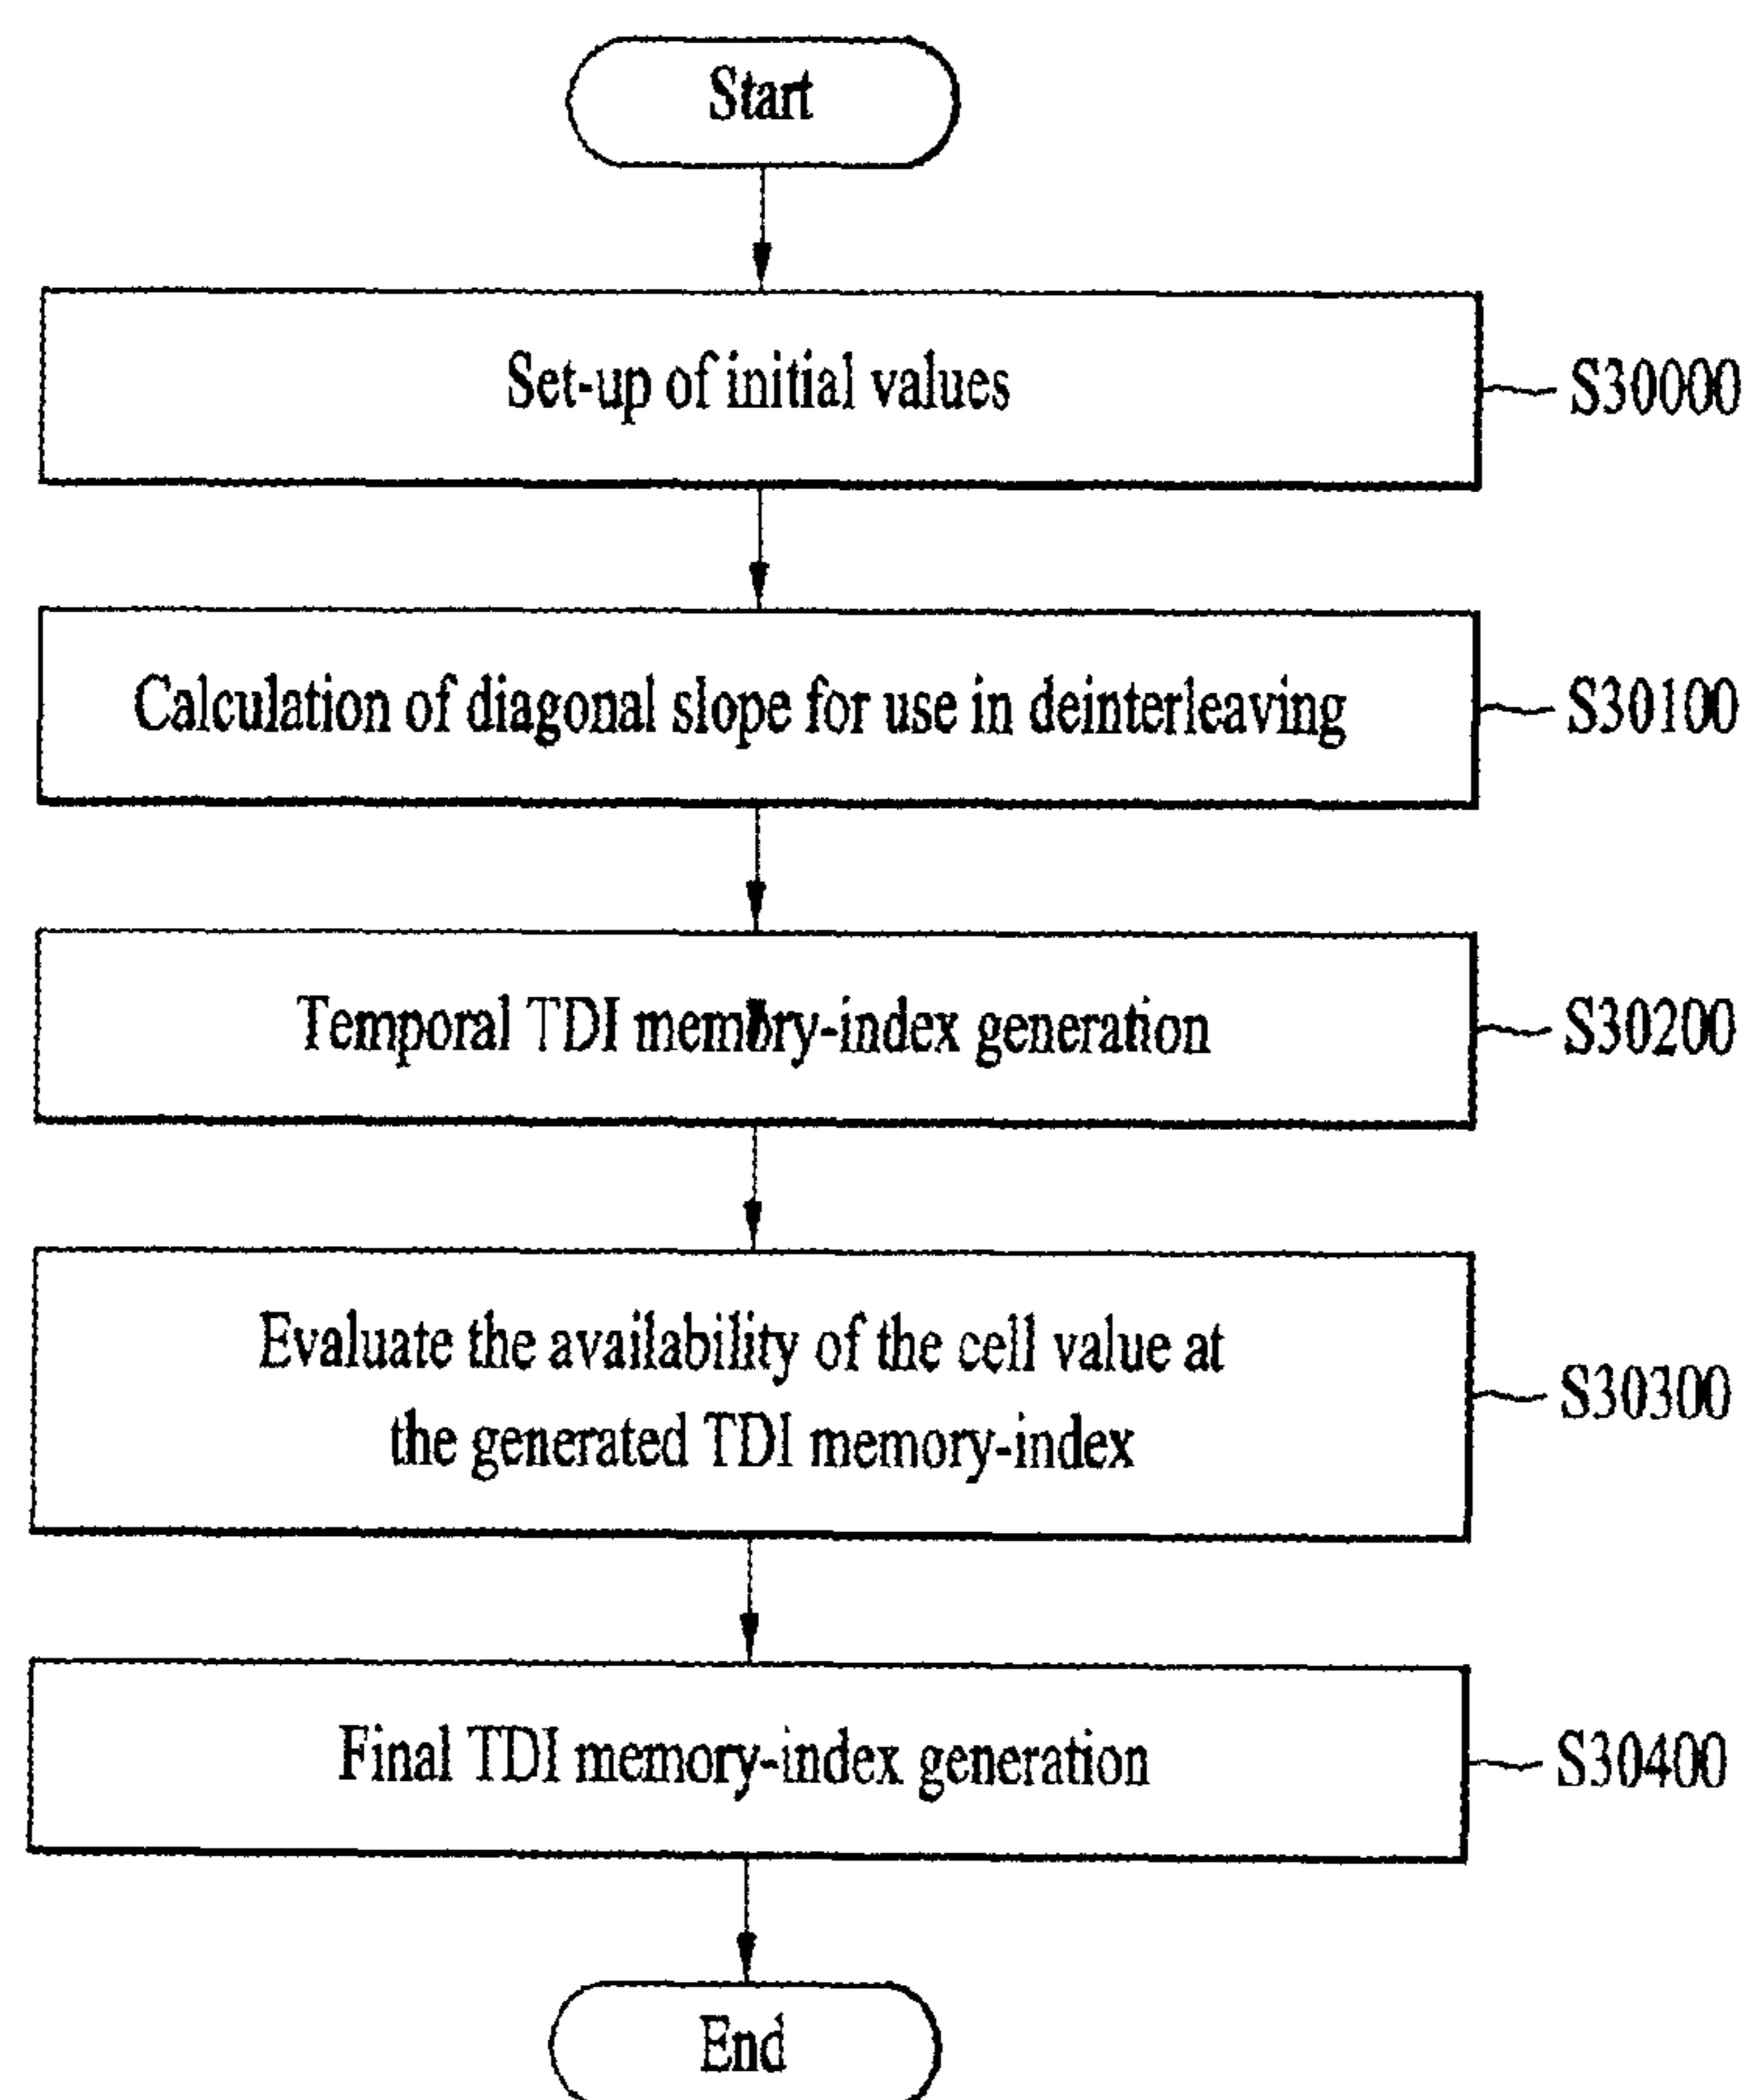 Start
Set-up of initial values
S30000
Calculation of diagonal slope for use in deinterleaving
S30100
Temporal TDI memory-index generation
S30200
Evaluate the availability of the cell value at
the generated TDI memory-index
S30300
Final TDI memory-index generation
S30400
End